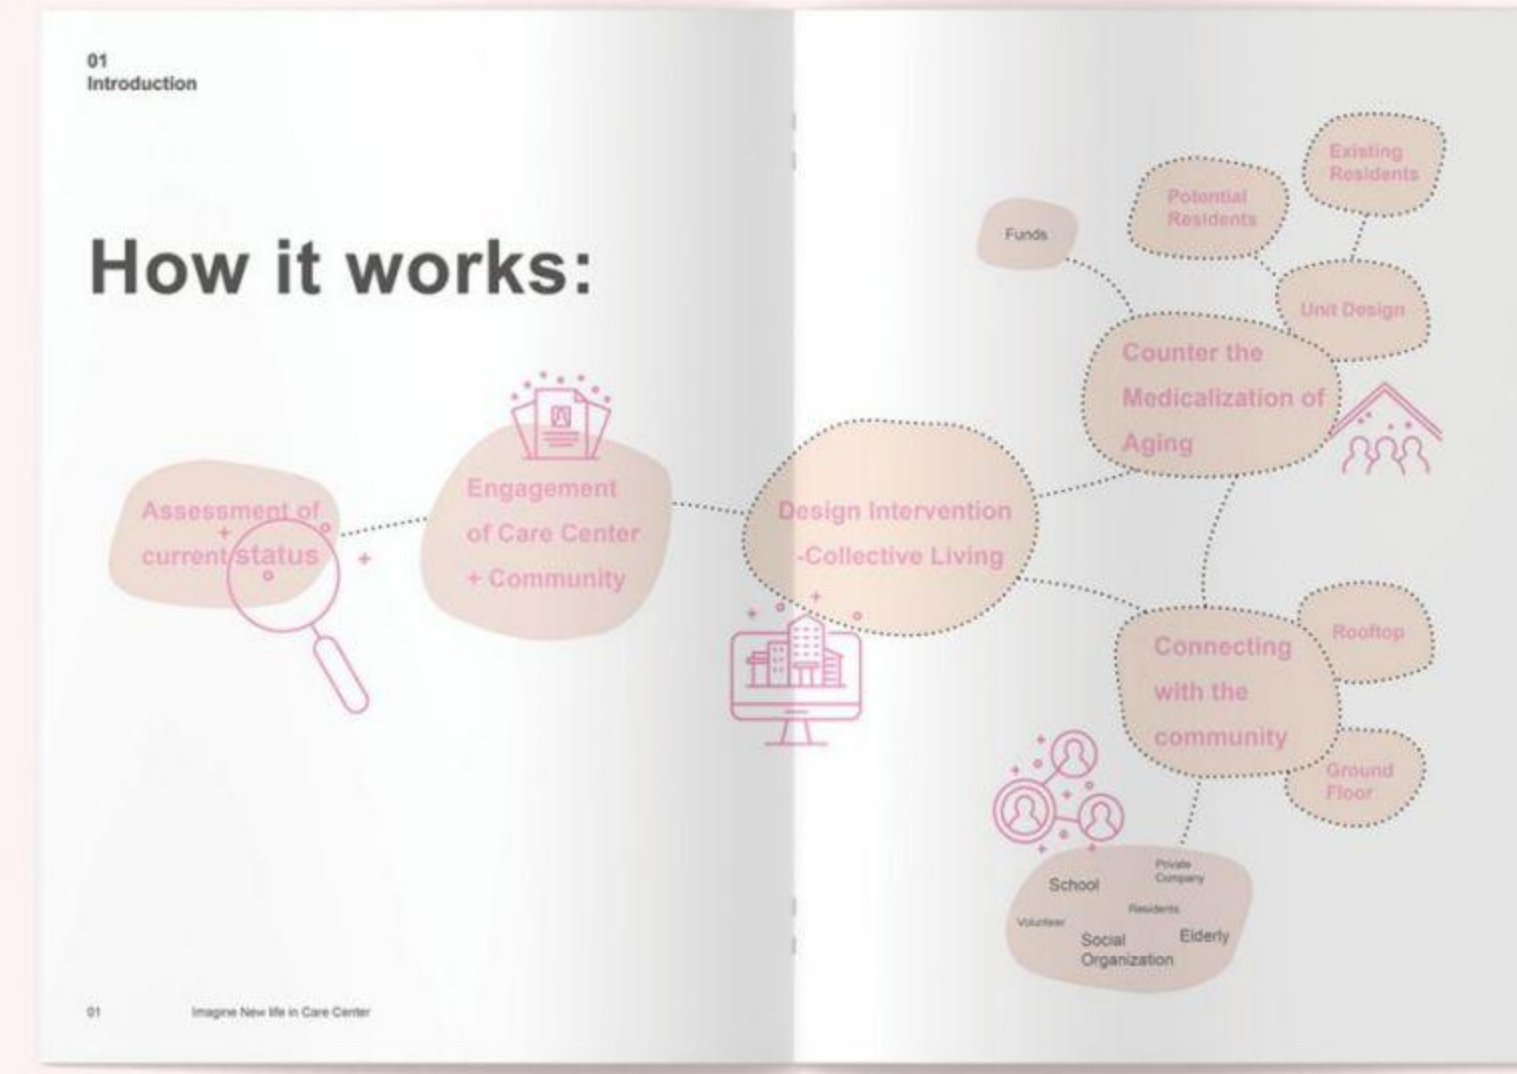 01
Introduction
How it works:
Assessment of
current status
Engagement
of Care Center
+ Community
Design Intervention
-Collective Living
Funds
Potential
Residents
Existing
Residents
Unit Design
Counter the
Medicalization of
Aging
Connecting
with the
community
Rooftop
Ground
Floor
School
Private
Company
Volunteer
Residents
Social
Organization
Elderly
01
Imagine New life in Care Center